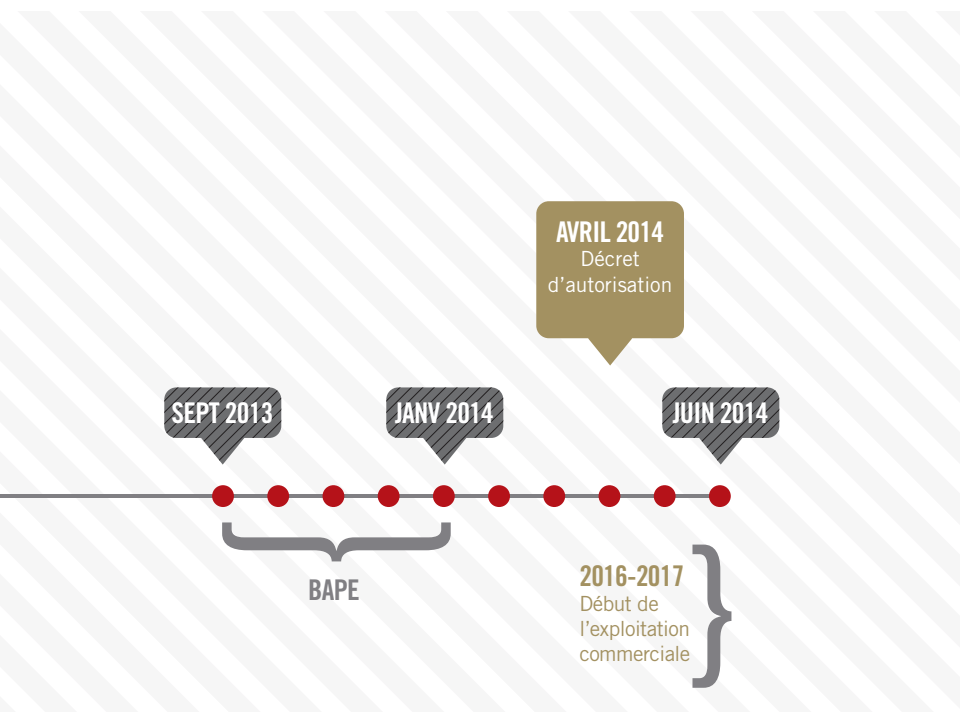 AVRIL 2014
Décret
d'autorisation
SEPT 2013
JANV 2014
JUIN 2014
BAPE
2016-2017
Début de
l'exploitation
commerciale